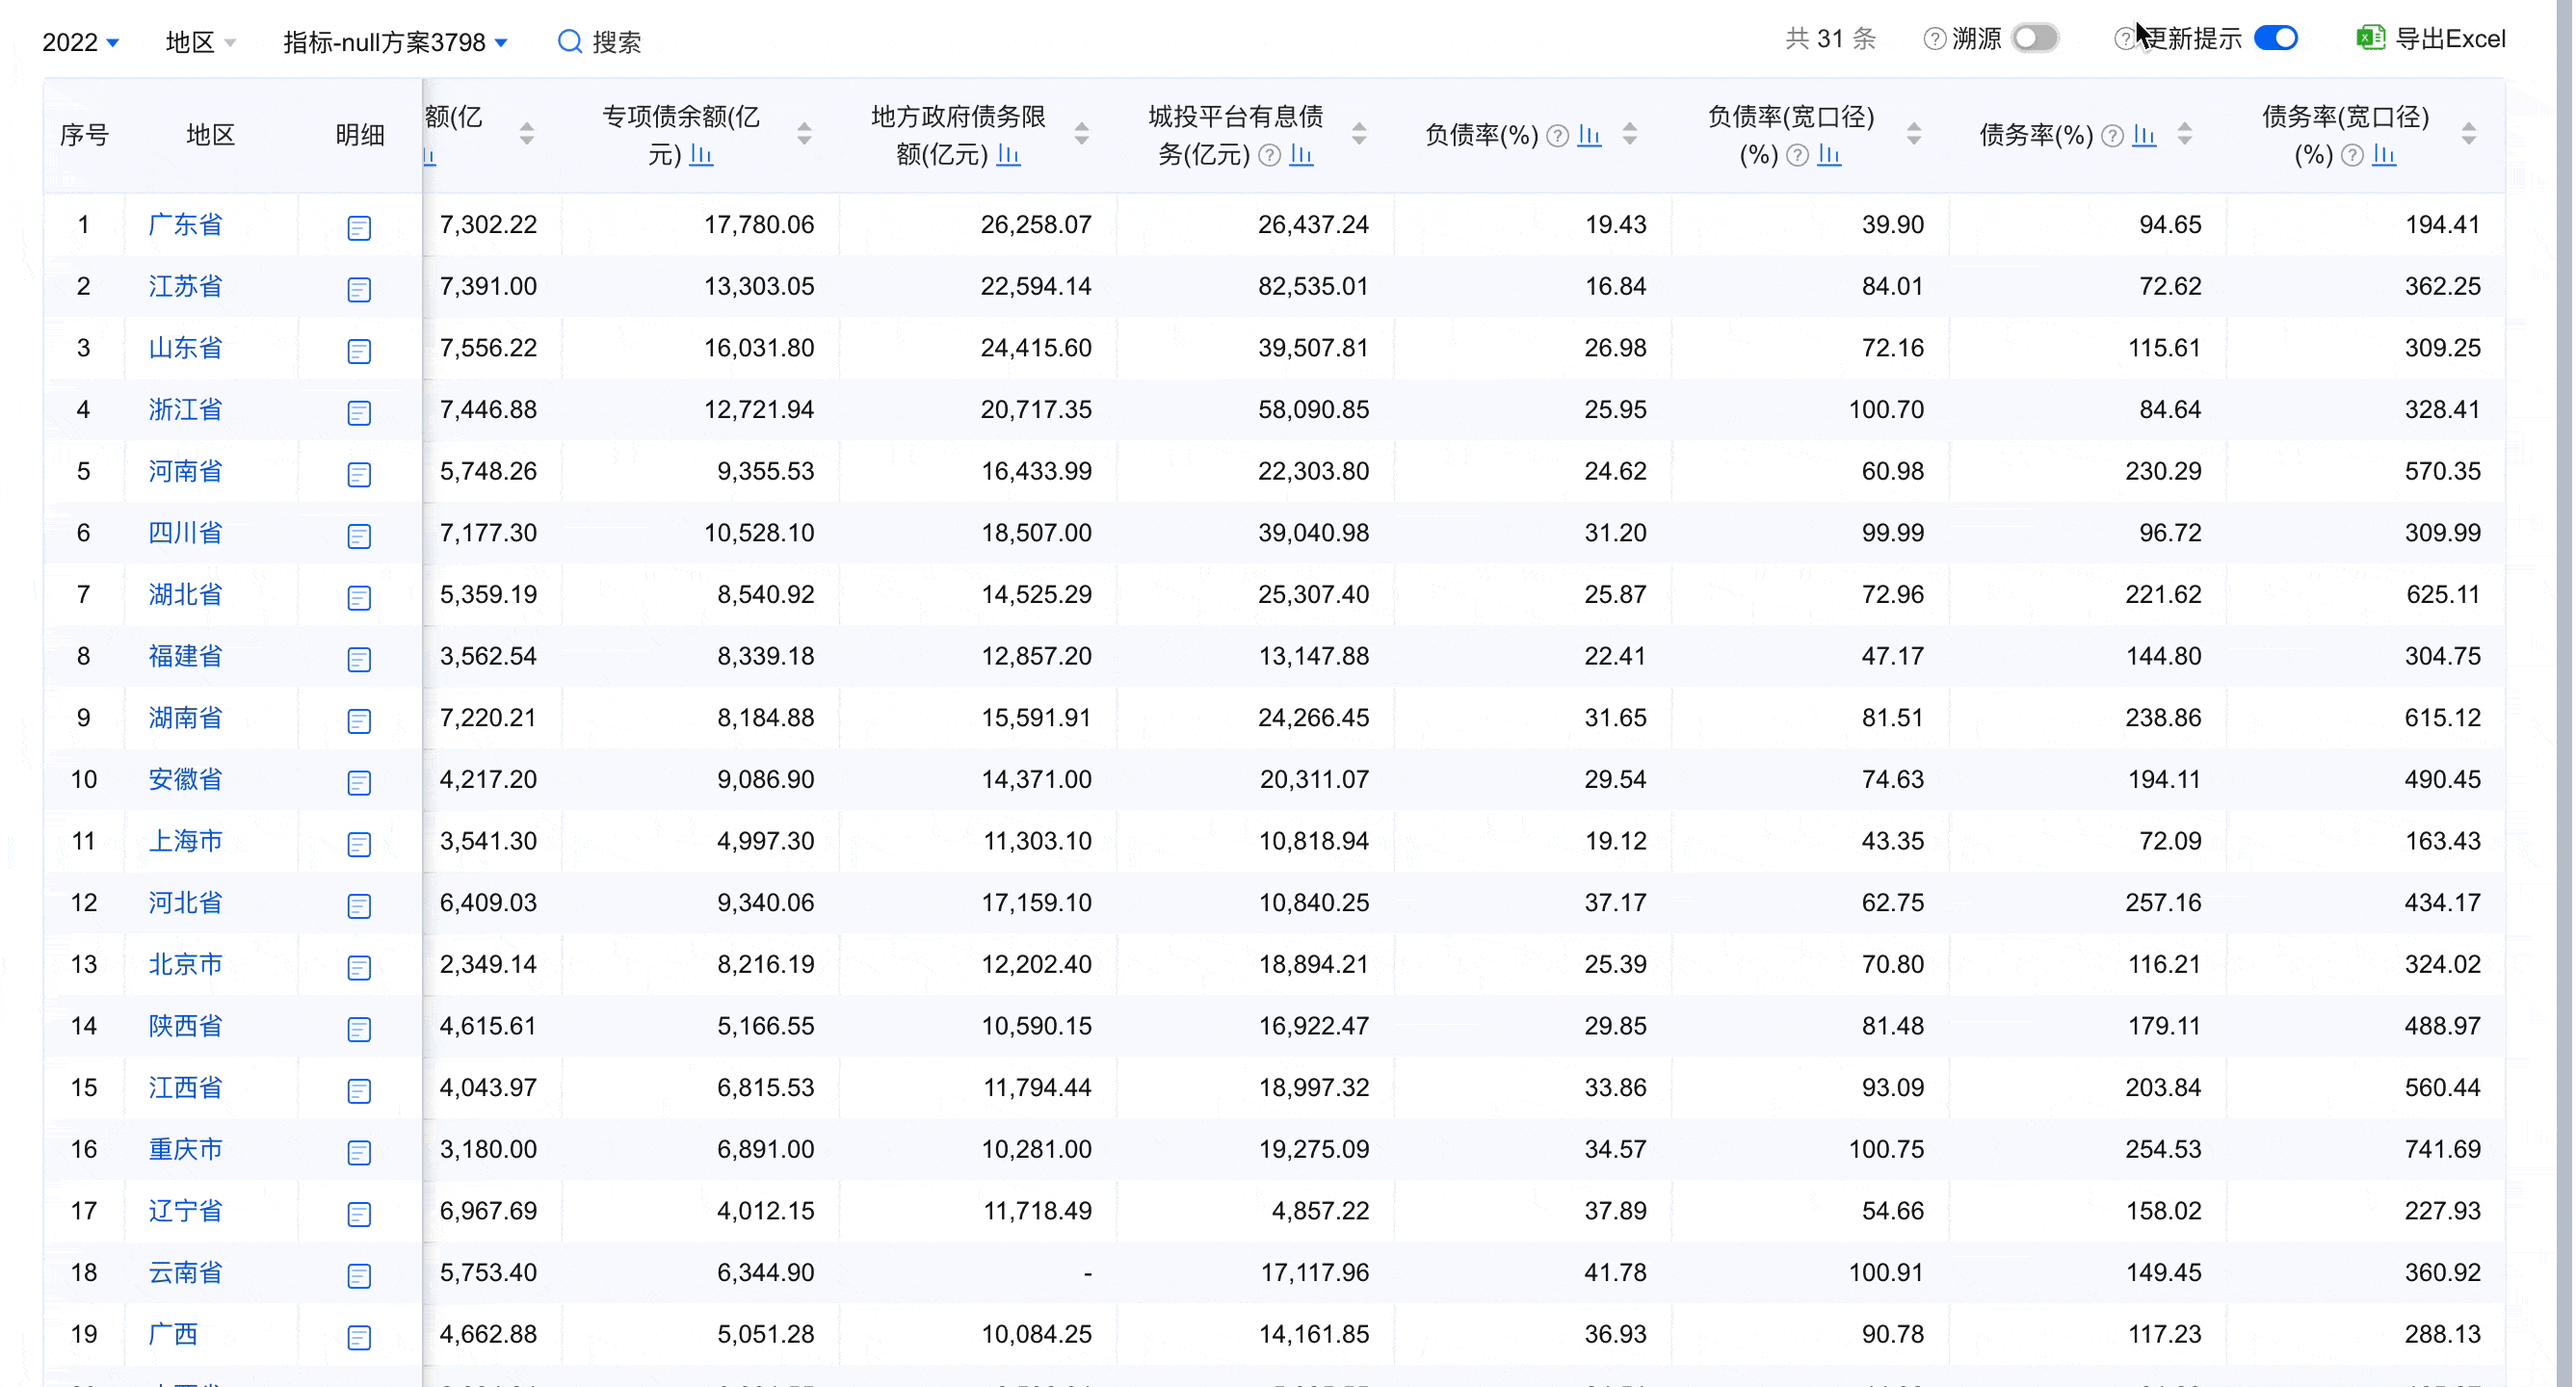 2022 地区 指标-null方案3798 搜索 共 31 条 溯源 更新提示 导出Excel
序号 地区 明细 额(亿 专项债余额(亿元) 地方政府债务限额(亿元) 城投平台有息债务(亿元) 负债率(%) 负债率(宽口径)(%) 债务率(%) 债务率(宽口径)(%)
1 广东省 7,302.22 17,780.06 26,258.07 26,437.24 19.43 39.90 94.65 194.41
2 江苏省 7,391.00 13,303.05 22,594.14 82,535.01 16.84 84.01 72.62 362.25
3 山东省 7,556.22 16,031.80 24,415.60 39,507.81 26.98 72.16 115.61 309.25
4 浙江省 7,446.88 12,721.94 20,717.35 58,090.85 25.95 100.70 84.64 328.41
5 河南省 5,748.26 9,355.53 16,433.99 22,303.80 24.62 60.98 230.29 570.35
6 四川省 7,177.30 10,528.10 18,507.00 39,040.98 31.20 99.99 96.72 309.99
7 湖北省 5,359.19 8,540.92 14,525.29 25,307.40 25.87 72.96 221.62 625.11
8 福建省 3,562.54 8,339.18 12,857.20 13,147.88 22.41 47.17 144.80 304.75
9 湖南省 7,220.21 8,184.88 15,591.91 24,266.45 31.65 81.51 238.86 615.12
10 安徽省 4,217.20 9,086.90 14,371.00 20,311.07 29.54 74.63 194.11 490.45
11 上海市 3,541.30 4,997.30 11,303.10 10,818.94 19.12 43.35 72.09 163.43
12 河北省 6,409.03 9,340.06 17,159.10 10,840.25 37.17 62.75 257.16 434.17
13 北京市 2,349.14 8,216.19 12,202.40 18,894.21 25.39 70.80 116.21 324.02
14 陕西省 4,615.61 5,166.55 10,590.15 16,922.47 29.85 81.48 179.11 488.97
15 江西省 4,043.97 6,815.53 11,794.44 18,997.32 33.86 93.09 203.84 560.44
16 重庆市 3,180.00 6,891.00 10,281.00 19,275.09 34.57 100.75 254.53 741.69
17 辽宁省 6,967.69 4,012.15 11,718.49 4,857.22 37.89 54.66 158.02 227.93
18 云南省 5,753.40 6,344.90 - 17,117.96 41.78 100.91 149.45 360.92
19 广西 4,662.88 5,051.28 10,084.25 14,161.85 36.93 90.78 117.23 288.13